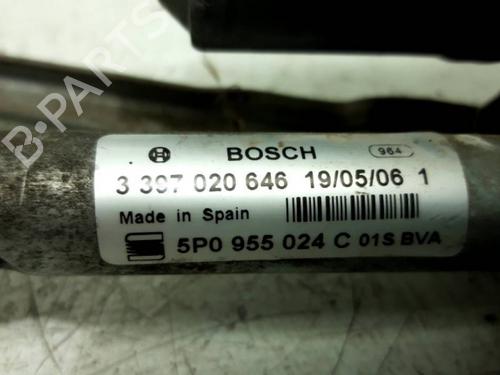 BOSCH 964
3 397 020 646 19/05/06 1
Made in Spain
5P0 955 024 C 01S BVA
B-PARTS